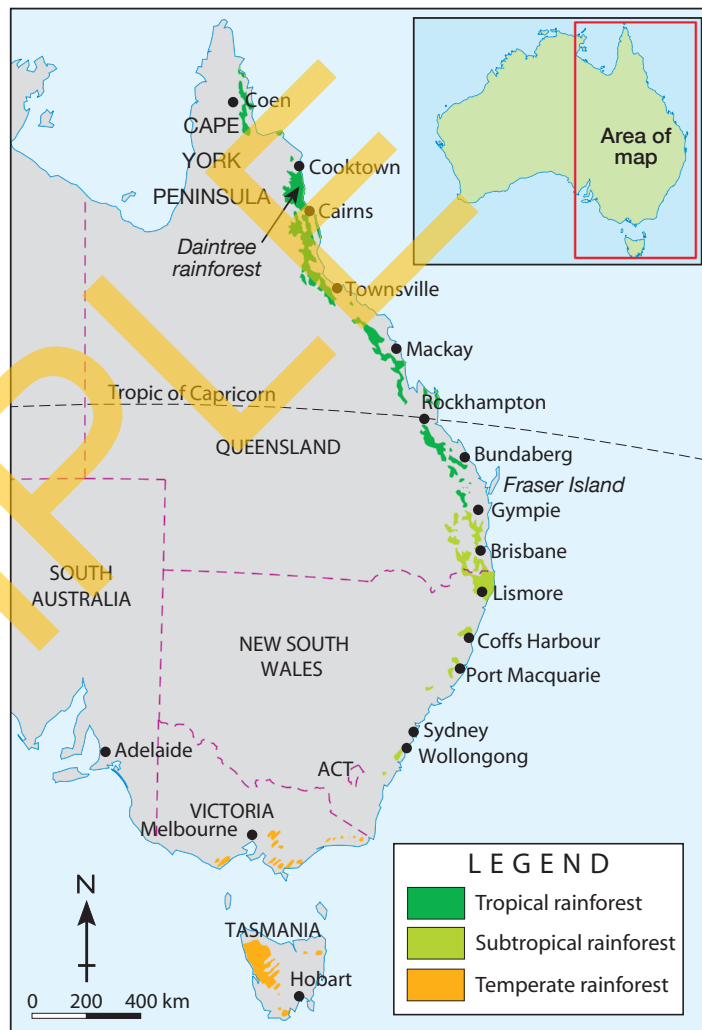 Coen
CAPE
YORK
PENINSULA
Cooktown
Cairns
Daintree
rainforest
Townsville
Mackay
Tropic of Capricorn
Rockhampton
QUEENSLAND
Bundaberg
Fraser Island
Gympie
Brisbane
SOUTH
AUSTRALIA
Lismore
NEW SOUTH
WALES
Coffs Harbour
Port Macquarie
Sydney
Wollongong
Adelaide
ACT
VICTORIA
Melbourne
TASMANIA
Hobart
N
0 200 400 km
Area of
map
LEGEND
Tropical rainforest
Subtropical rainforest
Temperate rainforest
PLE